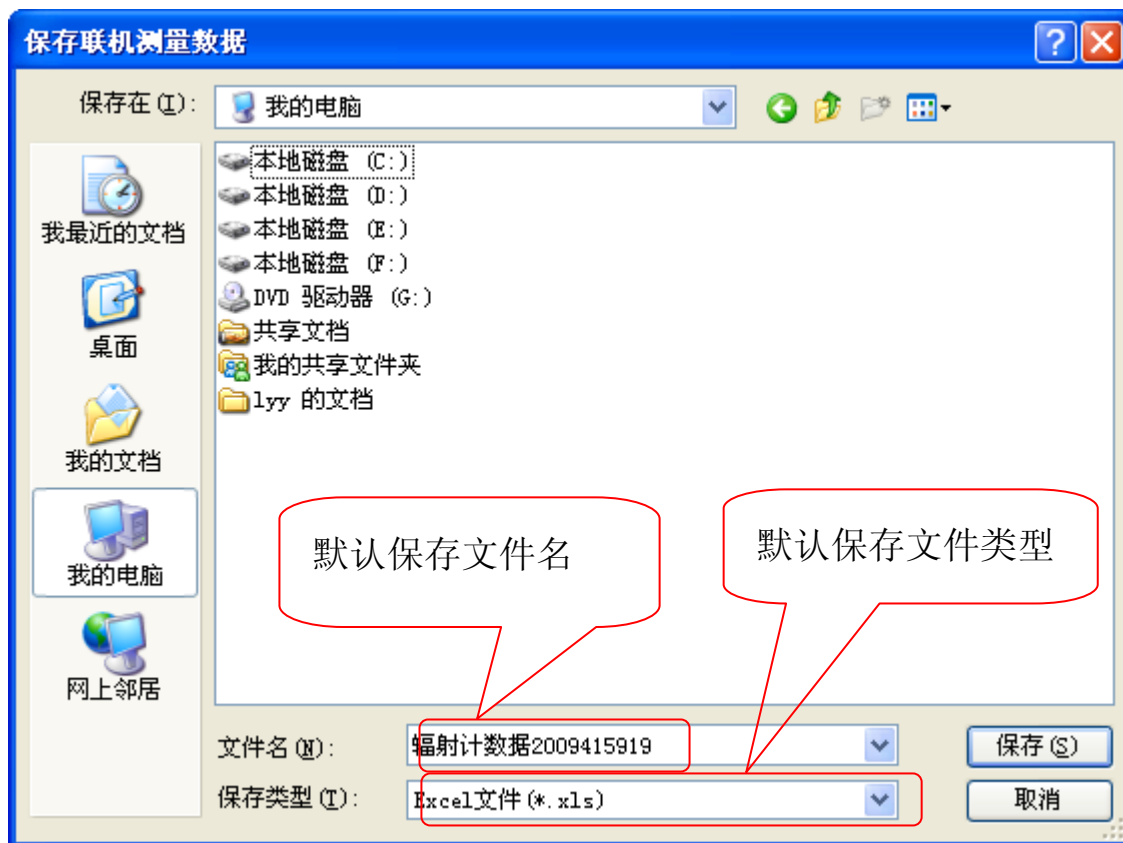 保存联机测量数据
保存在(I):
我的电脑
我最近的文档
桌面
我的文档
我的电脑
网上邻居
本地磁盘 (C:)
本地磁盘 (D:)
本地磁盘 (E:)
本地磁盘 (F:)
DVD 驱动器 (G:)
共享文档
我的共享文件夹
lyy 的文档
默认保存文件名
默认保存文件类型
文件名(N):
辐射计数据2009415919
保存(S)
保存类型(T):
Excel文件(*.xls)
取消